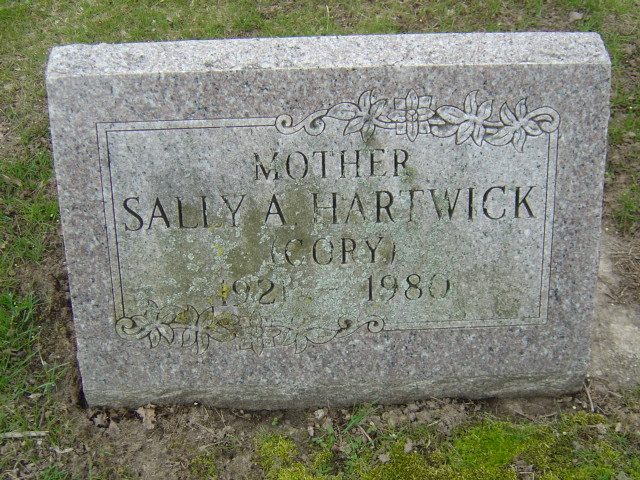 MOTHER
SALLY A. HARTWICK
(CORY)
1921 – 1980